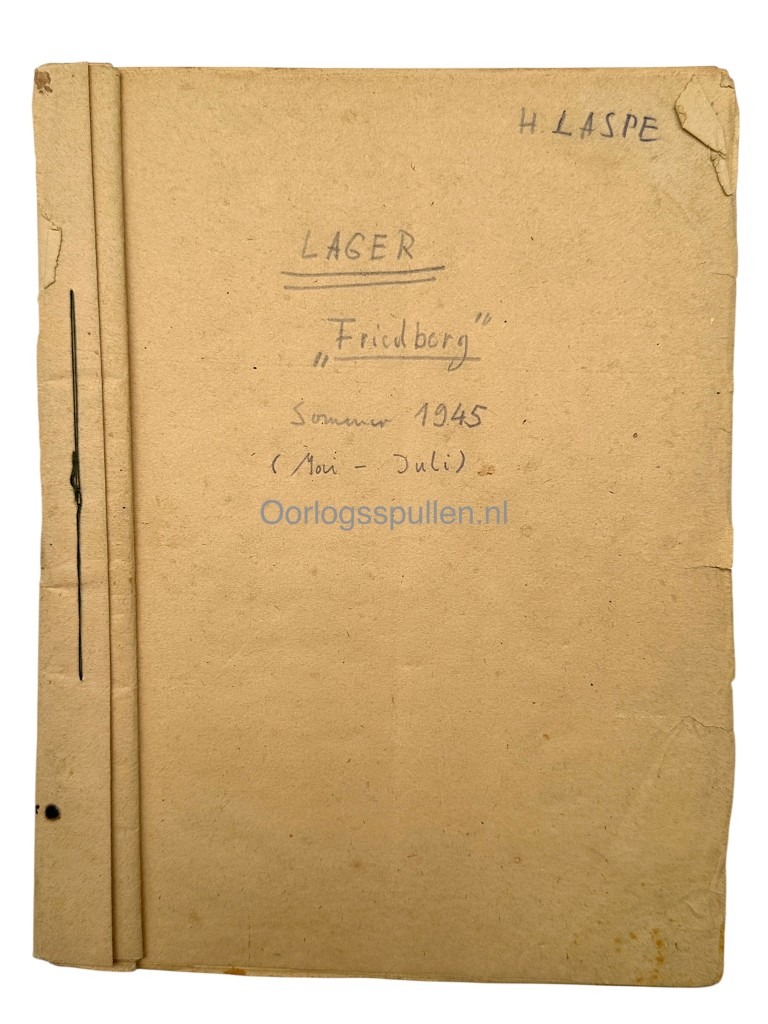 H. LASPE
LAGER
„Friedberg"
Sommer 1945
(Mai - Juli)
Oorlogsspullen.nl